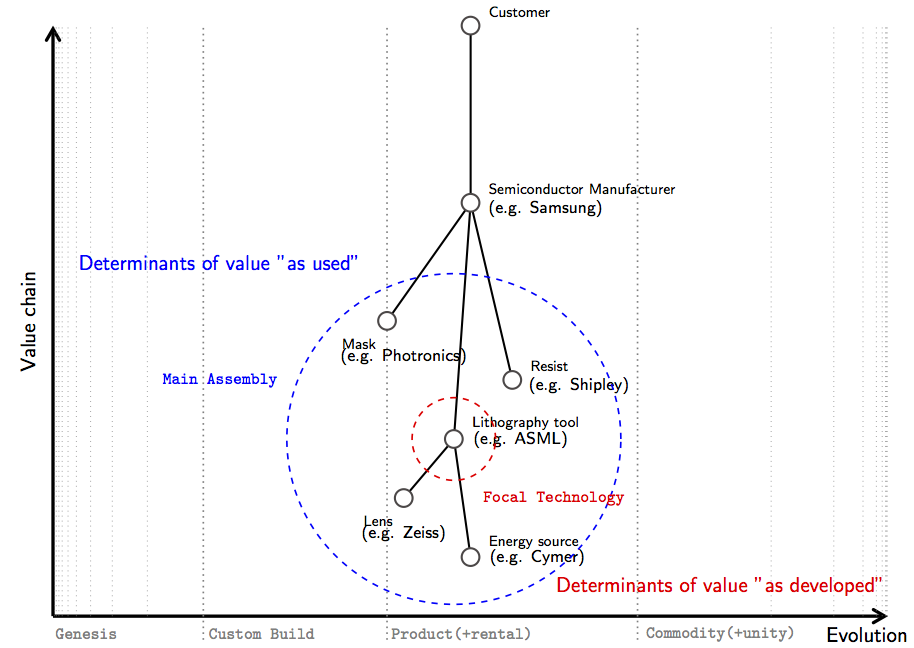 Customer
Semiconductor Manufacturer
(e.g. Samsung)
Determinants of value "as used"
Value chain
Mask
(e.g. Photronics)
Main Assembly
Resist
(e.g. Shipley)
Lithography tool
(e.g. ASML)
Focal Technology
Lens
(e.g. Zeiss)
Energy source
(e.g. Cymer)
Determinants of value "as developed"
Genesis
Custom Build
Product(+rental)
Commodity(+unity)
Evolution